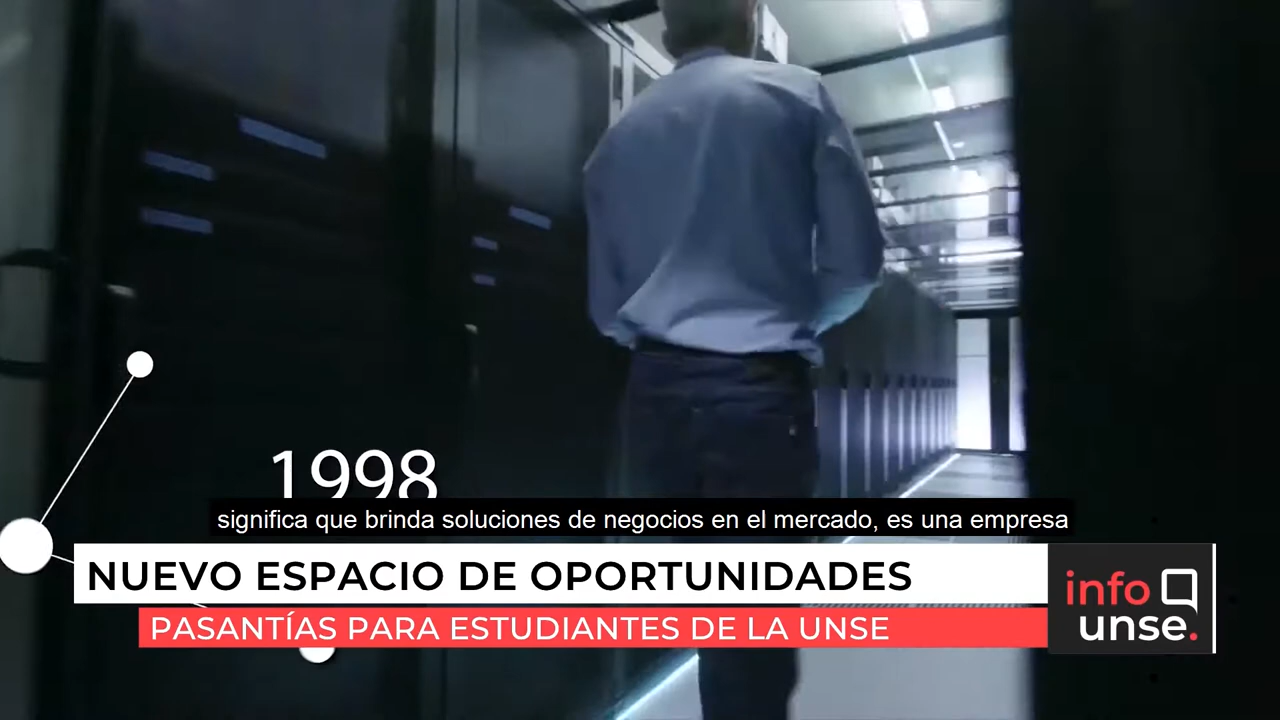 1998
significa que brinda soluciones de negocios en el mercado, es una empresa
NUEVO ESPACIO DE OPORTUNIDADES
PASANTÍAS PARA ESTUDIANTES DE LA UNSE
info
unse.